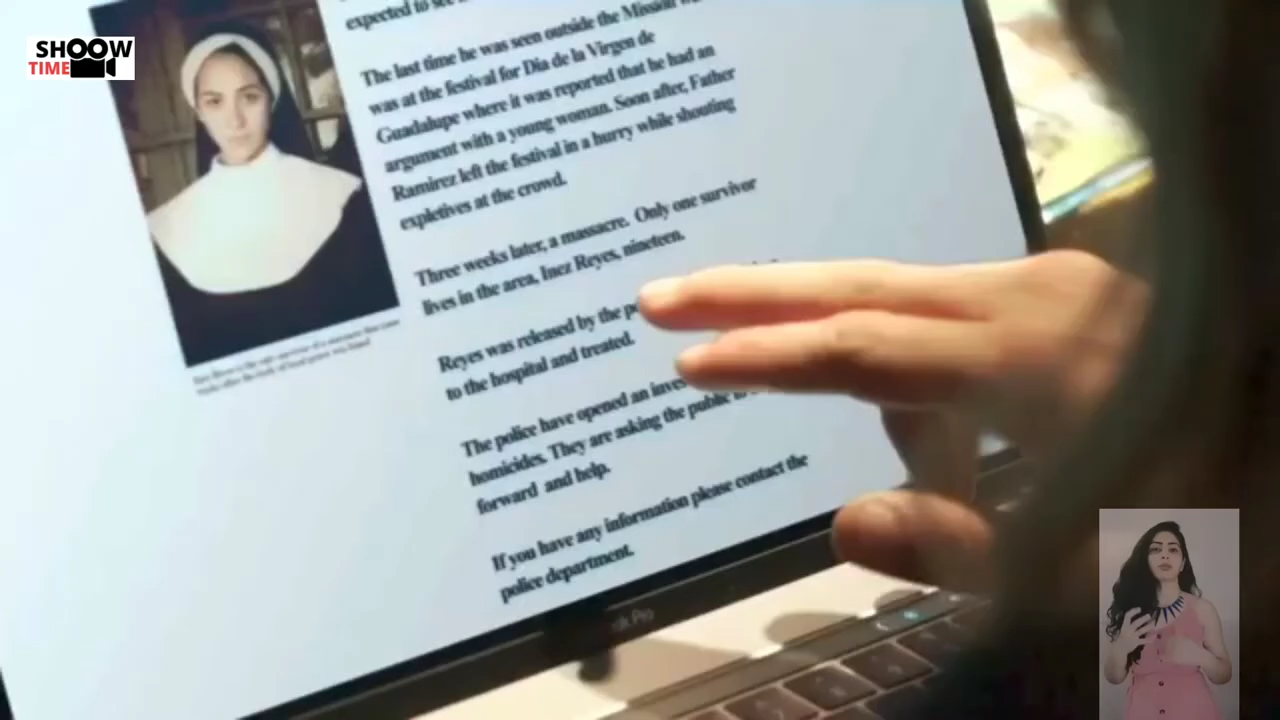 SHOOW
TIME
expected to see
The last time he was seen outside the Mission
was at the festival for Dia de la Virgen de
Guadalupe where it was reported that he had an
argument with a young woman. Soon after, Father
Ramirez left the festival in a hurry while shouting
expletives at the crowd.
Three weeks later, a massacre. Only one survivor
lives in the area, Inez Reyes, nineteen.
Reyes was released by the
to the hospital and treated.
The police have opened an
homicides. They are asking the public
forward and help.
If you have any information please contact the
police department.
Pro